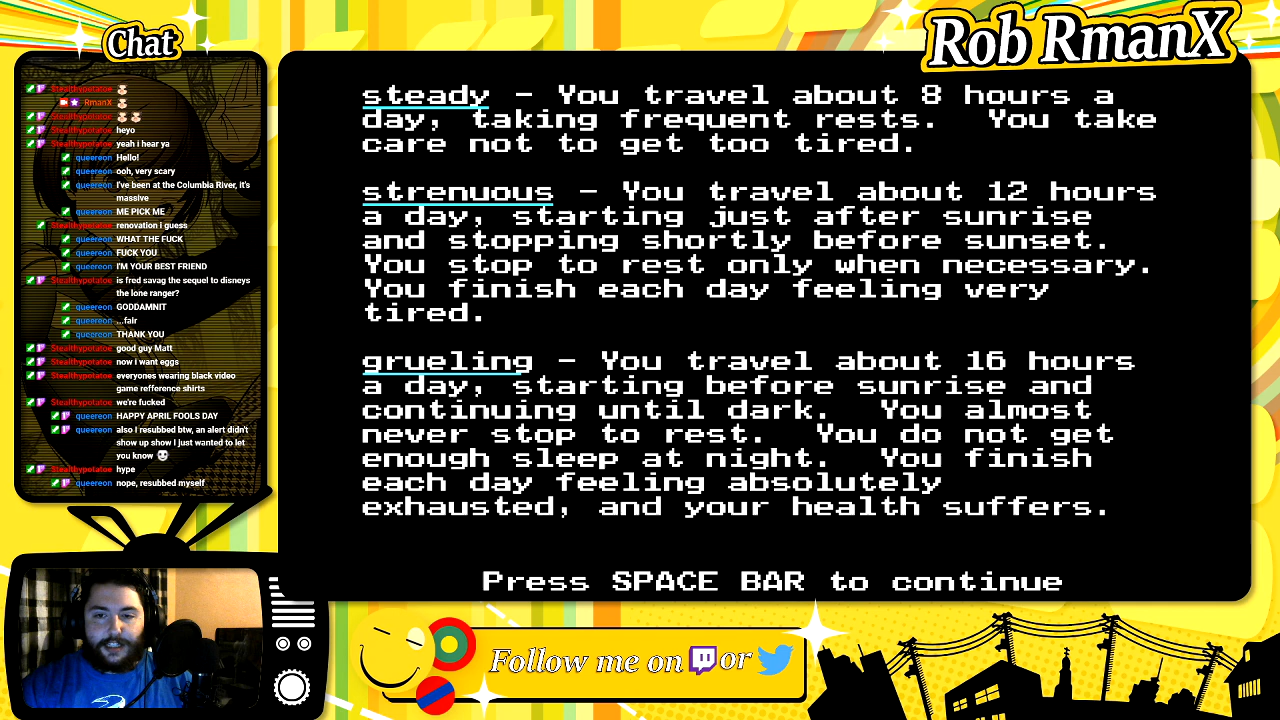 Chat
Rob RmanX
Stealthypotatoe
RmanX
Stealthypotatoe
Stealthypotatoe heyo
Stealthypotatoe yeah i hear ya
queereon Hello!
queereon ooh, very scary
queereon I've been at the Columbia River, it's
massive
queereon ME PICK ME
Stealthypotatoe renovation i guess
queereon WHAT THE FUCK
queereon FUCK YOU
queereon I'M YOUR BEST FRIEND
Stealthypotatoe is fred savag the sequel to disneys
the lone ranger?
queereon GODDAMNIT
queereon ...fair
queereon THANK YOU
Stealthypotatoe good guy Matt
Stealthypotatoe now i want eggs
Stealthypotatoe everyones wearing black video
game refference shirts
Stealthypotatoe we're fucked
queereon HAPPY APRIL FOOLS DAY
queereon also I resubbed btw, an alert didn't
show up show I just wanted to let
you know
Stealthypotatoe hype
queereon nope, resubbed myself
steady - You travel about 8 hours a
day, taking frequent rests. You take
care not to get too tired.
strenuous - You travel about 12 hours
a day, starting just after sunrise
and stopping shortly before sunset.
You stop to rest only when necessary.
You finish each day feeling very
tired.
grueling - You travel about 16 hours
a day, starting before sunrise and
continuing until dark. You almost
never stop to rest. You do not get
enough sleep at night. You finish
each day feeling absolutely
exhausted, and your health suffers.
Press SPACE BAR to continue
Follow me on or